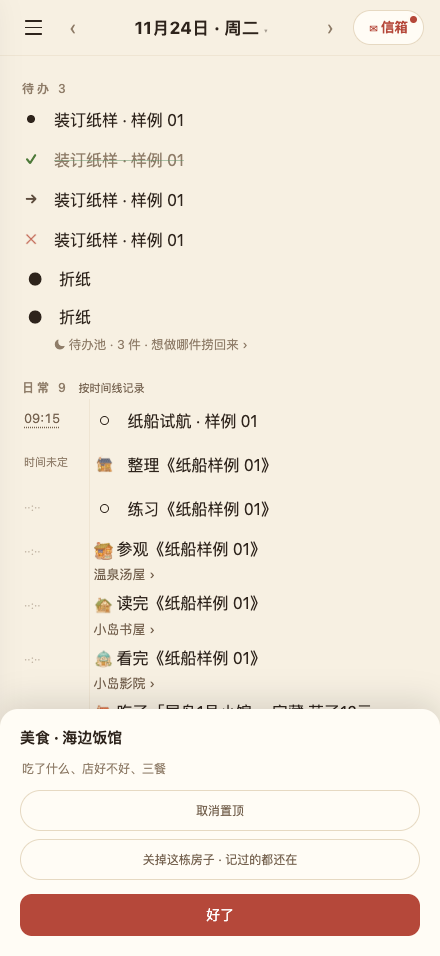 11月24日 · 周二
信箱
待办 3
装订纸样 · 样例 01
装订纸样 · 样例 01
装订纸样 · 样例 01
装订纸样 · 样例 01
折纸
折纸
待办池 · 3 件 · 想做哪件捞回来 ›
日常 9 按时间线记录
09:15 纸船试航 · 样例 01
时间未定 整理《纸船样例 01》
--:-- 练习《纸船样例 01》
--:-- 参观《纸船样例 01》
温泉汤屋 ›
--:-- 读完《纸船样例 01》
小岛书屋 ›
--:-- 看完《纸船样例 01》
小岛影院 ›
美食 · 海边饭馆
吃了什么、店好不好、三餐
取消置顶
关掉这栋房子 · 记过的都还在
好了